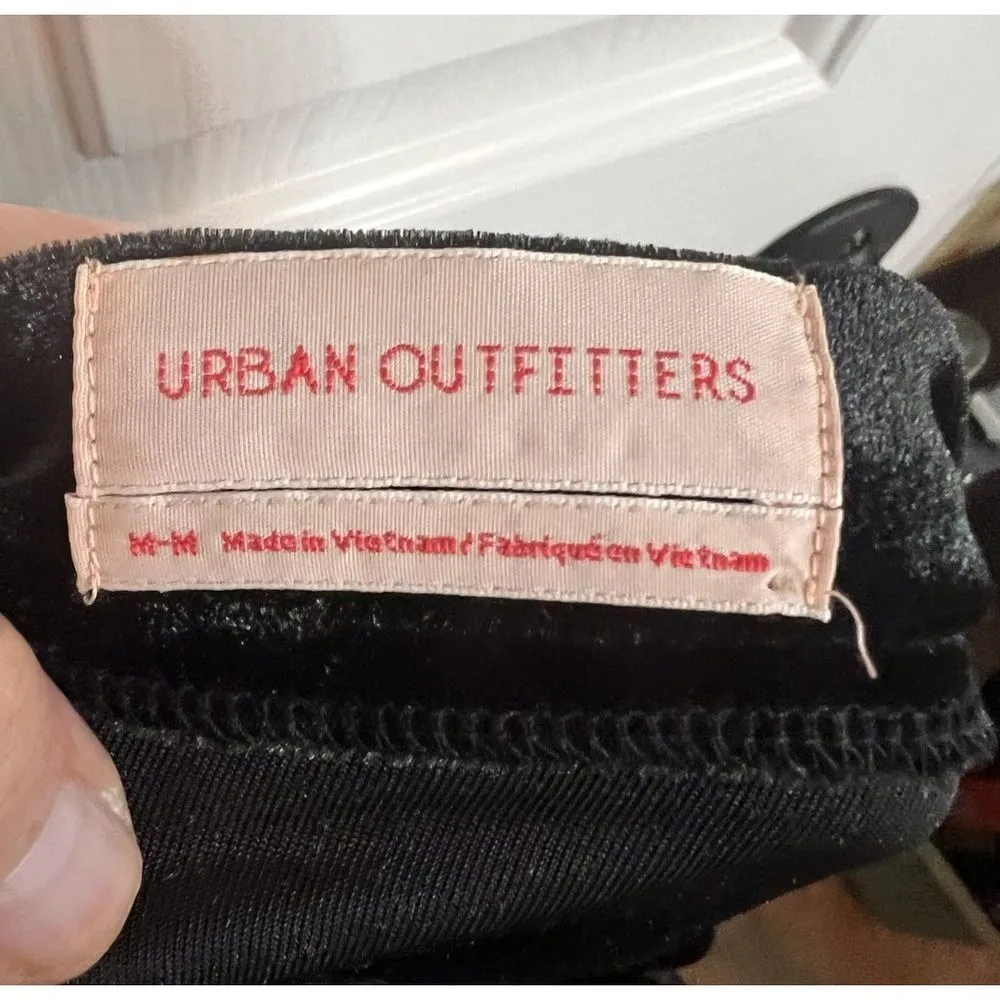 URBAN OUTFITTERS
M-M Made in Vietnam / Fabriqué en Vietnam